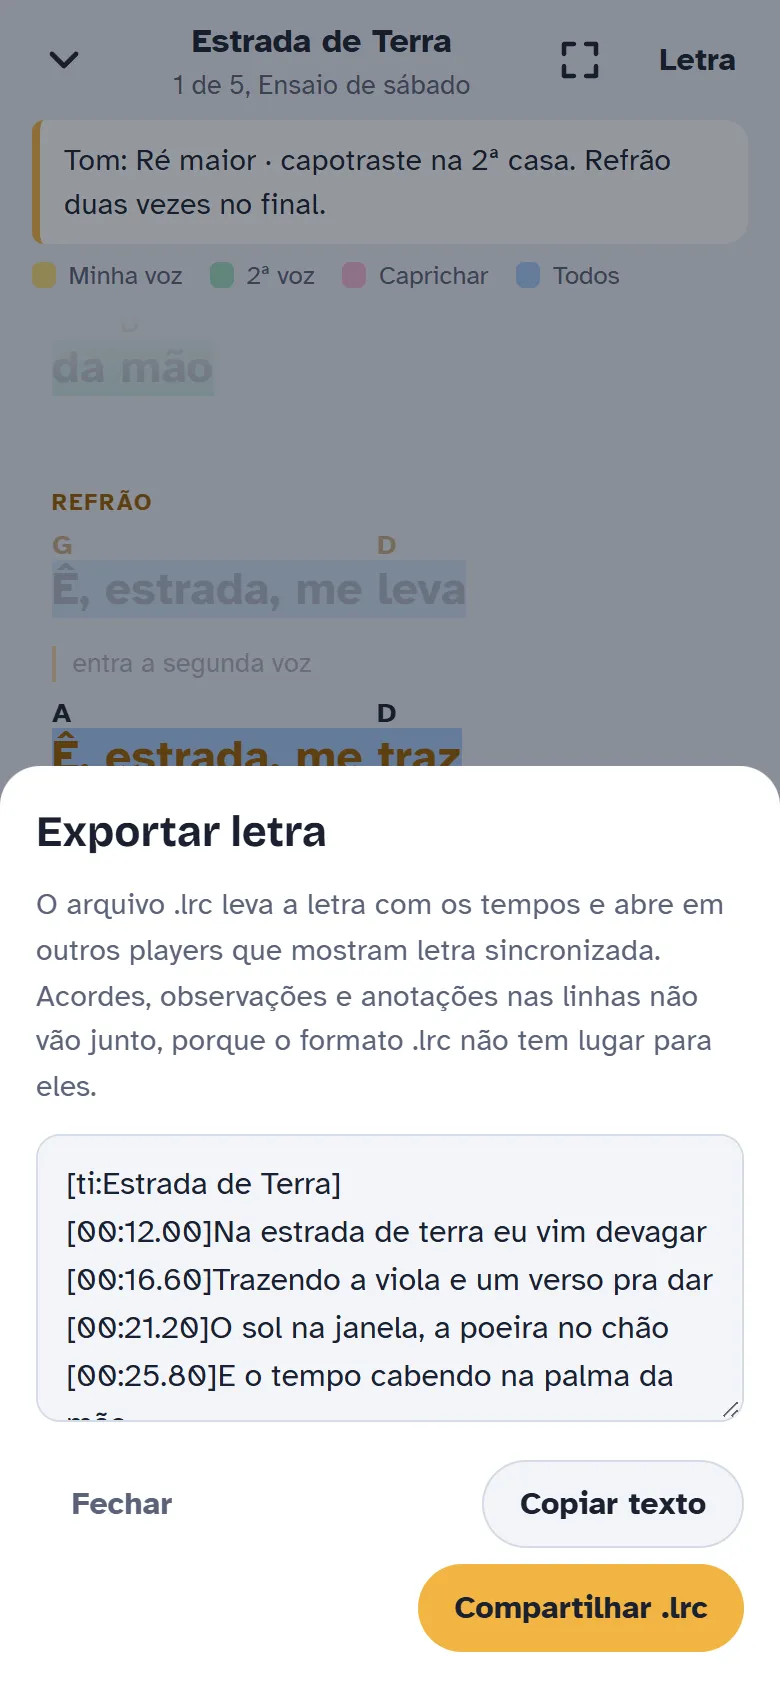 Estrada de Terra
1 de 5, Ensaio de sábado
Letra
Tom: Ré maior · capotraste na 2ª casa. Refrão
duas vezes no final.
Minha voz
2ª voz
Caprichar
Todos
D
da mão
REFRÃO
G D
Ê, estrada, me leva
entra a segunda voz
A D
Ê, estrada, me traz
Exportar letra
O arquivo .lrc leva a letra com os tempos e abre em
outros players que mostram letra sincronizada.
Acordes, observações e anotações nas linhas não
vão junto, porque o formato .lrc não tem lugar para
eles.
[ti:Estrada de Terra]
[00:12.00]Na estrada de terra eu vim devagar
[00:16.60]Trazendo a viola e um verso pra dar
[00:21.20]O sol na janela, a poeira no chão
[00:25.80]E o tempo cabendo na palma da
mão
Fechar
Copiar texto
Compartilhar .lrc